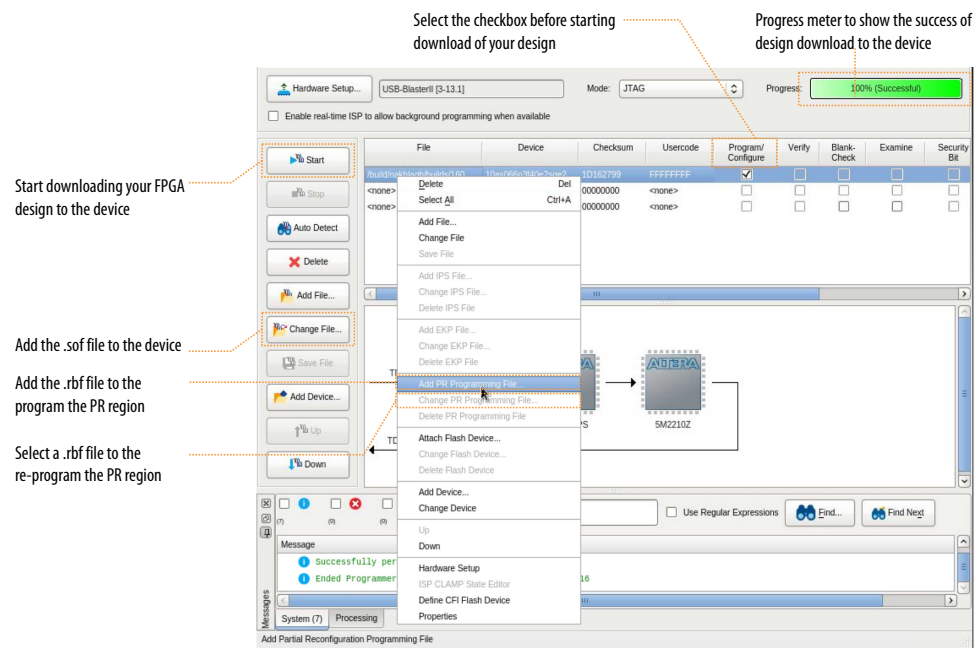 Select the checkbox before starting
download of your design
Progress meter to show the success of
design download to the device
Hardware Setup...
USB-BlasterII [3-13.1]
Mode: JTAG
Progress: 100% (Successful)
Enable real-time ISP to allow background programming when available
File Device Checksum Usercode Program/ Verify Blank- Examine Security
Configure Check Bit
1D162799 FFFFFFFF
<none> 00000000 <none>
<none> 00000000 <none>
Start downloading your FPGA
design to the device
Start
Stop
Auto Detect
Delete
Add File...
Change File...
Save File
Add Device...
Up
Down
Add the .sof file to the device
Add the .rbf file to the
program the PR region
Select a .rbf file to the
re-program the PR region
Delete Del
Select All Ctrl+A
Add File...
Change File
Save File
Add IPS File...
Change IPS File...
Delete IPS File
Add EKP File...
Change EKP File...
Delete EKP File
Add PR Programming File...
Change PR Programming File...
Delete PR Programming File
Attach Flash Device...
Change Flash Device...
Delete Flash Device
Add Device...
Change Device
Up
Down
Hardware Setup
ISP CLAMP State Editor
Define CFI Flash Device
Properties
ALTERA
5M2210Z
(7) (0) (0)
Use Regular Expressions
Find...
Find Next
Message
Successfully per
Ended Programmer 16
Messages
System (7) Processing
Add Partial Reconfiguration Programming File